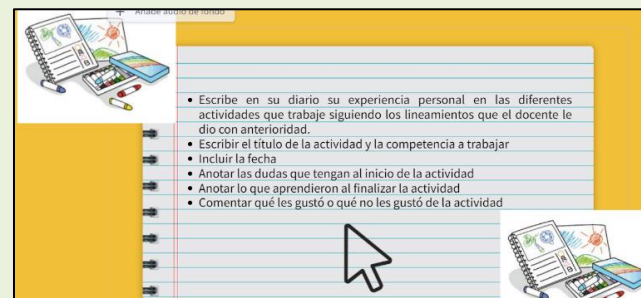 + Añade audio de fondo
• Escribe en su diario su experiencia personal en las diferentes
actividades que trabaje siguiendo los lineamientos que el docente le
dio con anterioridad.
• Escribir el título de la actividad y la competencia a trabajar
• Incluir la fecha
• Anotar las dudas que tengan al inicio de la actividad
• Anotar lo que aprendieron al finalizar la actividad
• Comentar qué les gustó o qué no les gustó de la actividad